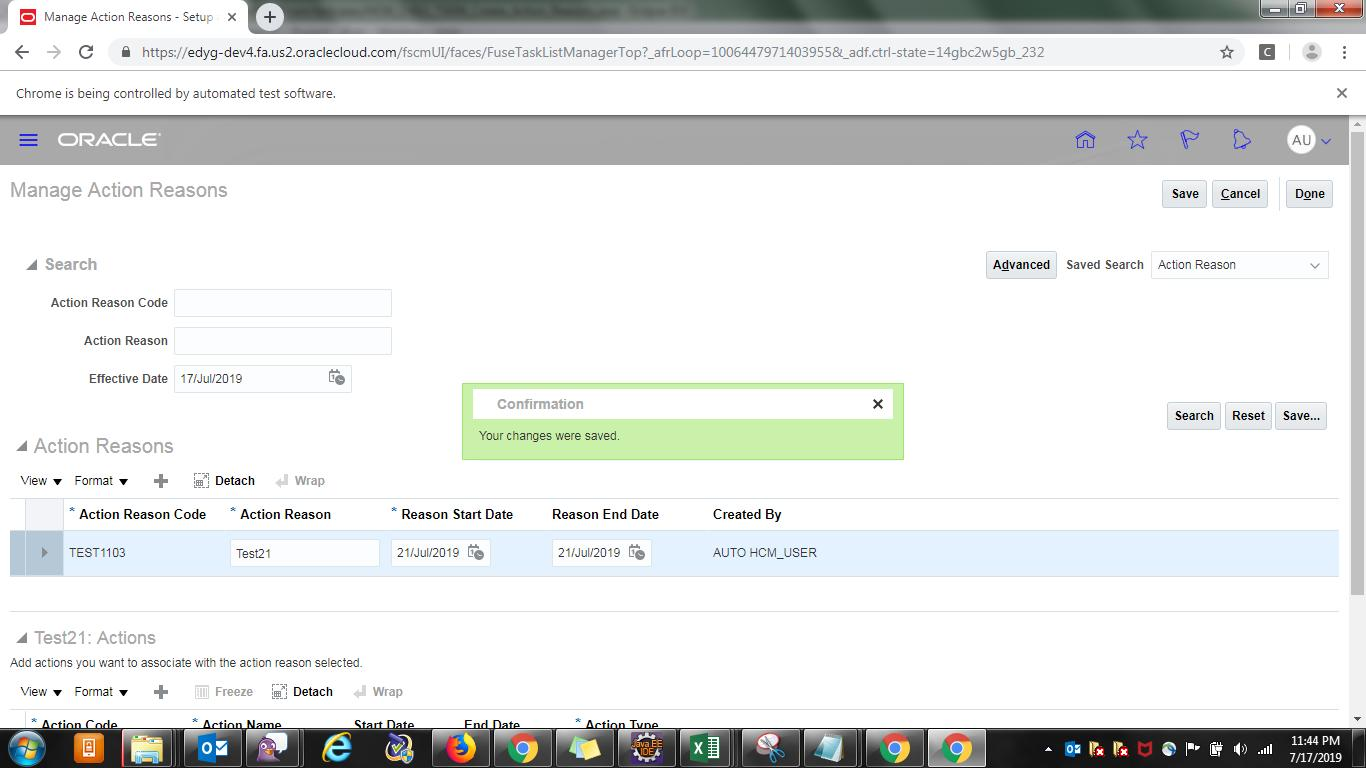 Manage Action Reasons - Setup
https://edyg-dev4.fa.us2.oraclecloud.com/fscmUI/faces/FuseTaskListManagerTop?_afrLoop=1006447971403955&_adf.ctrl-state=14gbc2w5gb_232
C
Chrome is being controlled by automated test software.
ORACLE
AU
Manage Action Reasons
Save Cancel Done
Search
Advanced Saved Search Action Reason
Action Reason Code
Action Reason
Effective Date 17/Jul/2019
Confirmation
Your changes were saved.
Search Reset Save...
Action Reasons
View Format Detach Wrap
* Action Reason Code * Action Reason * Reason Start Date Reason End Date Created By
TEST1103 Test21 21/Jul/2019 21/Jul/2019 AUTO HCM_USER
Test21: Actions
Add actions you want to associate with the action reason selected.
View Format Freeze Detach Wrap
* Action Code * Action Name Start Date End Date * Action Type
Java EE
IDE
11:44 PM
7/17/2019